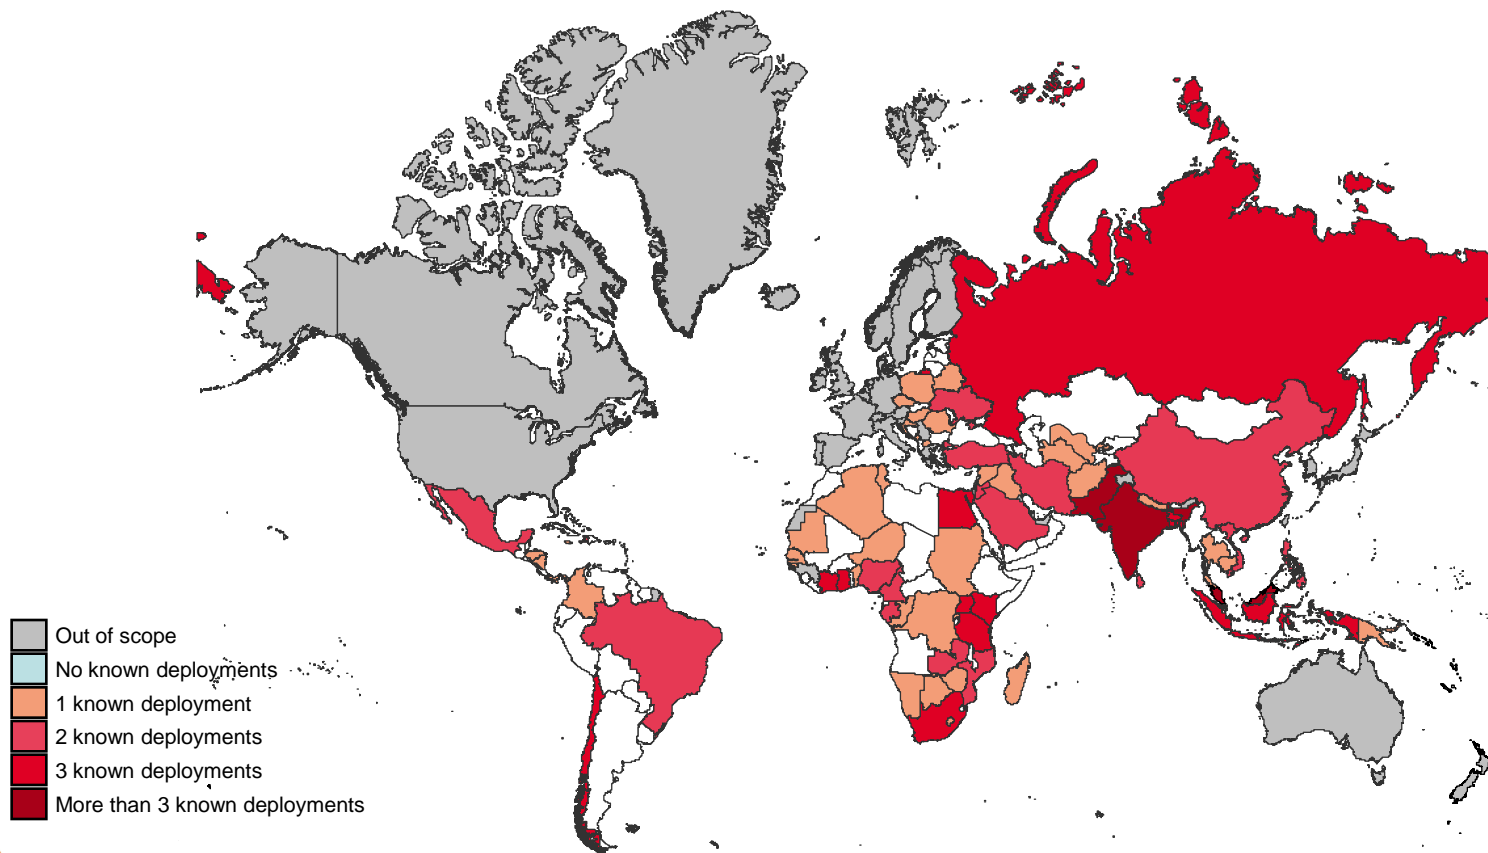 Out of scope
No known deployments
1 known deployment
2 known deployments
3 known deployments
More than 3 known deployments